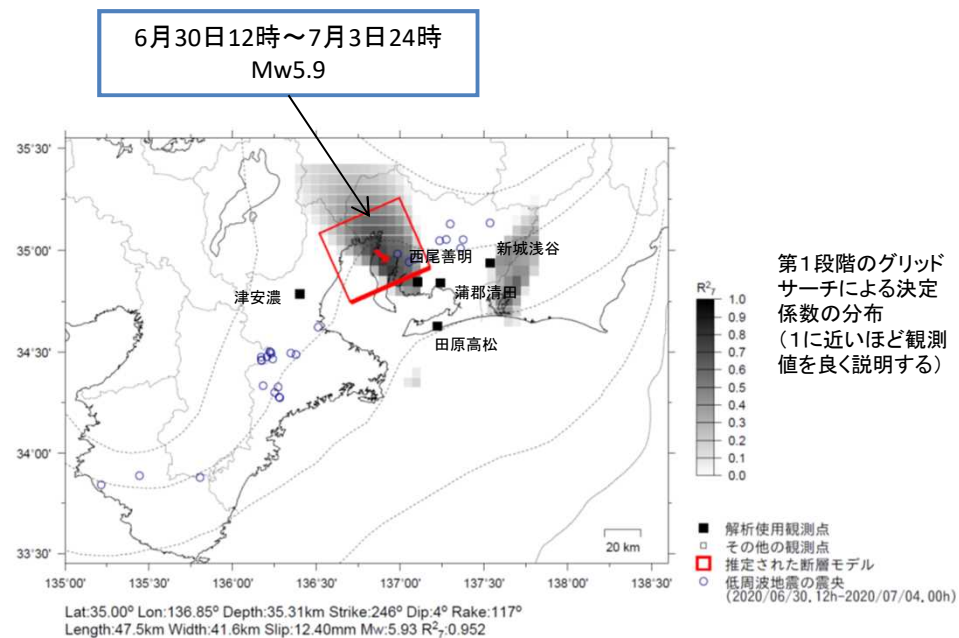 6月30日12時～7月3日24時
Mw5.9
35°30'
35°00'
34°30'
34°00'
33°30'
135°00'
135°30'
136°00'
136°30'
137°00'
137°30'
138°00'
138°30'
津安濃
西尾善明
新城浅谷
蒲郡清田
田原高松
20 km
R²₇
1.0
0.9
0.8
0.7
0.6
0.5
0.4
0.3
0.2
0.1
0.0
第1段階のグリッド
サーチによる決定
係数の分布
(1に近いほど観測
値を良く説明する)
解析使用観測点
その他の観測点
推定された断層モデル
低周波地震の震央
(2020/06/30.12h-2020/07/04.00h)
Lat:35.00º Lon:136.85º Depth:35.31km Strike:246º Dip:4º Rake:117º
Length:47.5km Width:41.6km Slip:12.40mm Mw:5.93 R²₇:0.952